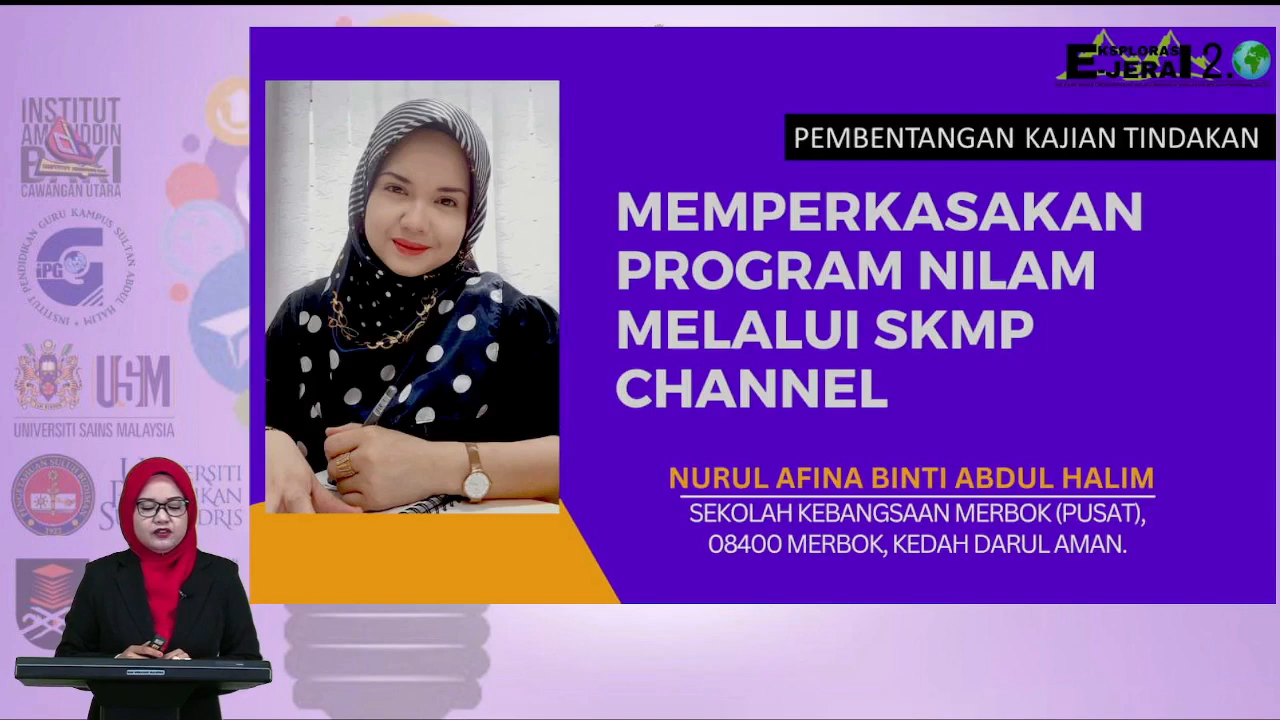 EKSPLORASI
E-JERAI 2.0
PEMBENTANGAN KAJIAN TINDAKAN
MEMPERKASAKAN
PROGRAM NILAM
MELALUI SKMP
CHANNEL
NURUL AFINA BINTI ABDUL HALIM
SEKOLAH KEBANGSAAN MERBOK (PUSAT),
08400 MERBOK, KEDAH DARUL AMAN.
INSTITUT
AMINUDDIN
BAKI
CAWANGAN UTARA
INSTITUT PENDIDIKAN GURU KAMPUS SULTAN ABDUL HALIM
iPG
USM
UNIVERSITI SAINS MALAYSIA